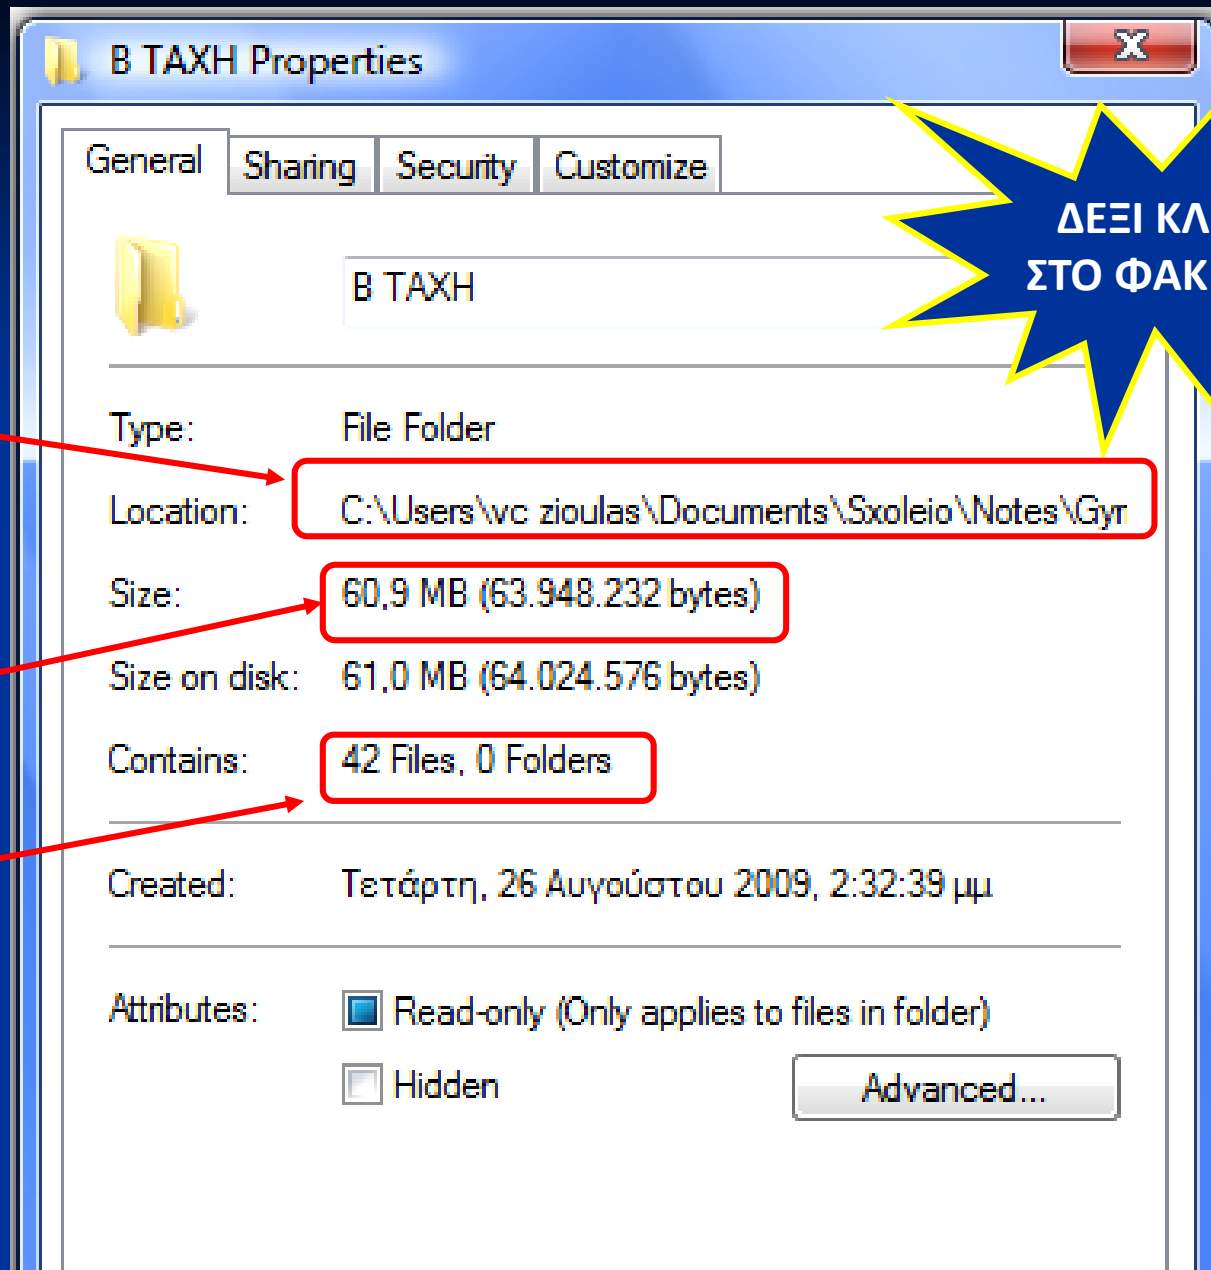 B TAXH Properties
General Sharing Security Customize
ΔΕΞΙ ΚΛ
ΣΤΟ ΦΑΚ
B TAXH
Type: File Folder
Location: C:\Users\vc zioulas\Documents\Sxoleio\Notes\Gyr
Size: 60,9 MB (63.948.232 bytes)
Size on disk: 61,0 MB (64.024.576 bytes)
Contains: 42 Files, 0 Folders
Created: Τετάρτη, 26 Αυγούστου 2009, 2:32:39 μμ
Attributes: Read-only (Only applies to files in folder)
Hidden Advanced...